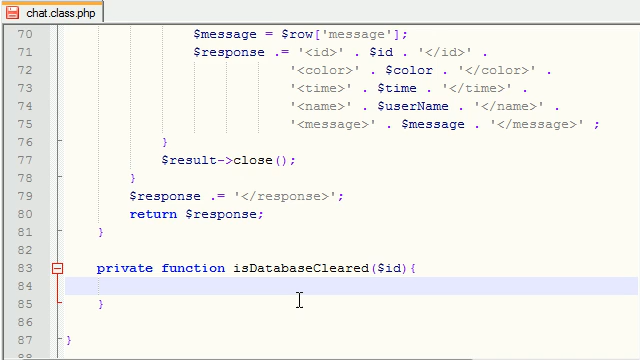 chat.class.php
70 $message = $row['message'];
71 $response .= '<id>' . $id . '</id>' .
72 '<color>' . $color . '</color>' .
73 '<time>' . $time . '</time>' .
74 '<name>' . $userName . '</name>' .
75 '<message>' . $message . '</message>' ;
76 }
77 $result->close();
78 }
79 $response .= '</response>';
80 return $response;
81 }
82
83 private function isDatabaseCleared($id){
84
85 }
86
87 }
88